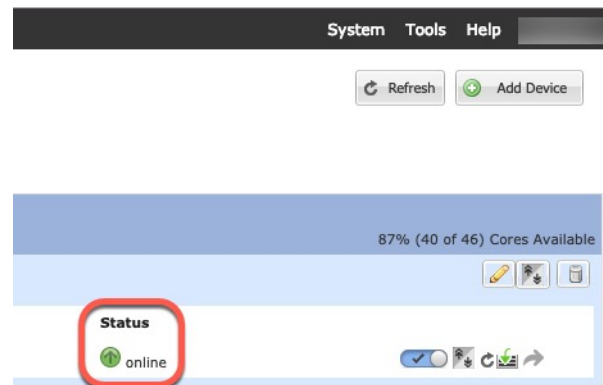 System Tools Help
Refresh Add Device
87% (40 of 46) Cores Available
Status
online